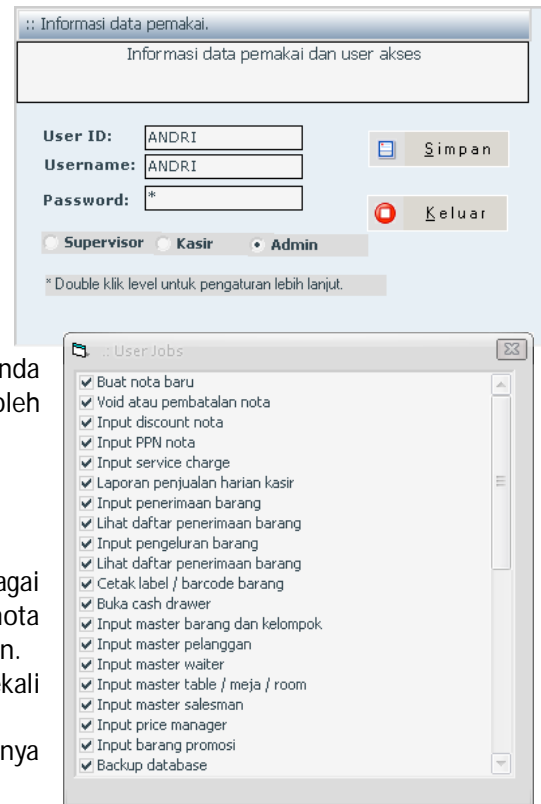 :: Informasi data pemakai.
Informasi data pemakai dan user akses
User ID: ANDRI
Username: ANDRI
Password: *
Simpan
Keluar
Supervisor Kasir Admin
* Double klik level untuk pengaturan lebih lanjut.
nda
oleh
agai
nota
n.
ekali
nya
.:: User Jobs
Buat nota baru
Void atau pembatalan nota
Input discount nota
Input PPN nota
Input service charge
Laporan penjualan harian kasir
Input penerimaan barang
Lihat daftar penerimaan barang
Input pengeluran barang
Lihat daftar penerimaan barang
Cetak label / barcode barang
Buka cash drawer
Input master barang dan kelompok
Input master pelanggan
Input master waiter
Input master table / meja / room
Input master salesman
Input price manager
Input barang promosi
Backup database